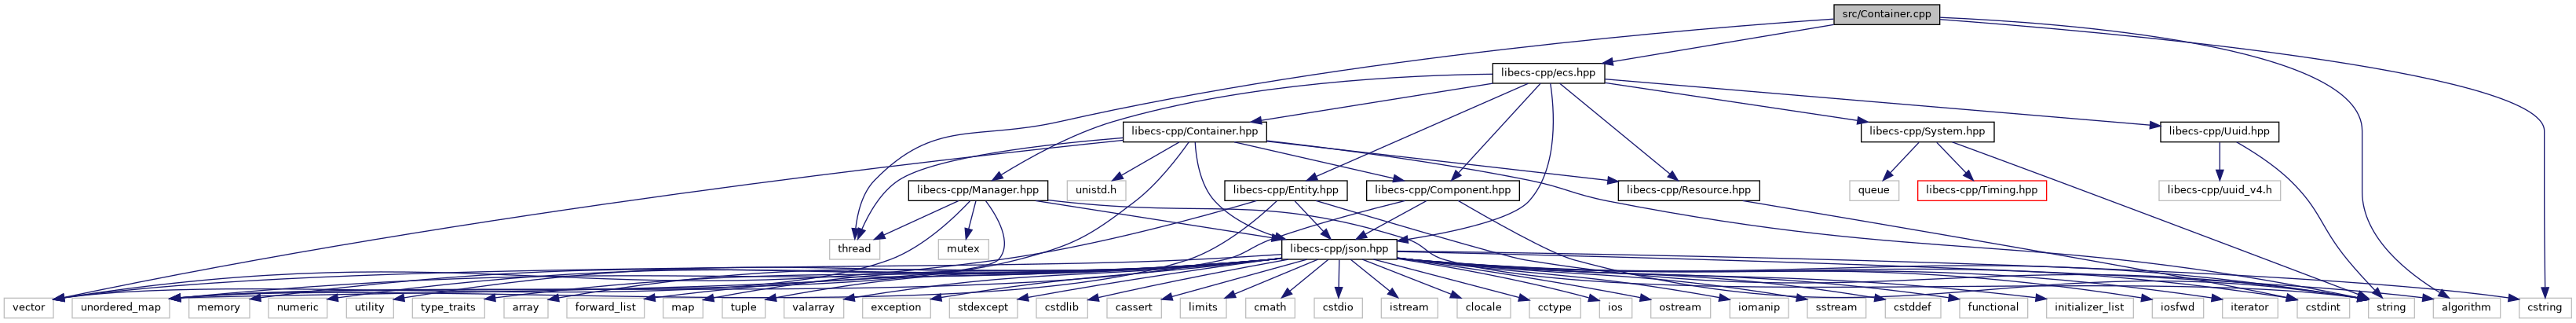 src/Container.cpp
libecs-cpp/ecs.hpp
libecs-cpp/Container.hpp
libecs-cpp/System.hpp
libecs-cpp/Uuid.hpp
libecs-cpp/Manager.hpp
unistd.h
libecs-cpp/Entity.hpp
libecs-cpp/Component.hpp
libecs-cpp/Resource.hpp
queue
libecs-cpp/Timing.hpp
libecs-cpp/uuid_v4.h
thread
mutex
libecs-cpp/json.hpp
vector
unordered_map
memory
numeric
utility
type_traits
array
forward_list
map
tuple
valarray
exception
stdexcept
cstdlib
cassert
limits
cmath
cstdio
istream
clocale
cctype
ios
ostream
iomanip
sstream
cstddef
functional
initializer_list
iosfwd
iterator
cstdint
string
algorithm
cstring